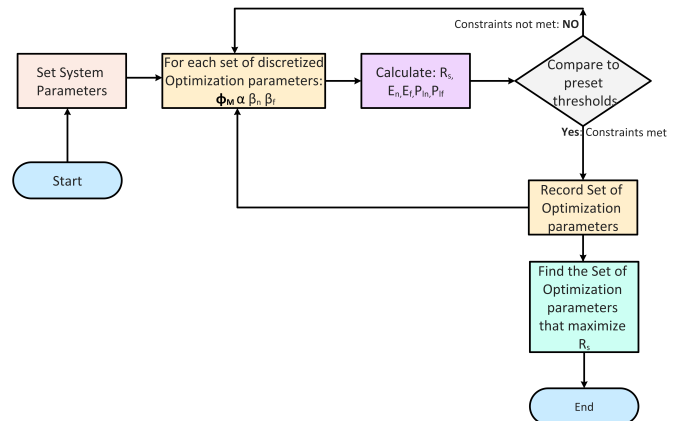 Constraints not met: NO
Set System
Parameters
For each set of discretized
Optimization parameters:
ϕM α βn βf
Calculate: Rs,
En,Ef,PIn,PIf
Compare to
preset
thresholds
Yes: Constraints met
Start
Record Set of
Optimization
parameters
Find the Set of
Optimization
parameters
that maximize
Rs
End